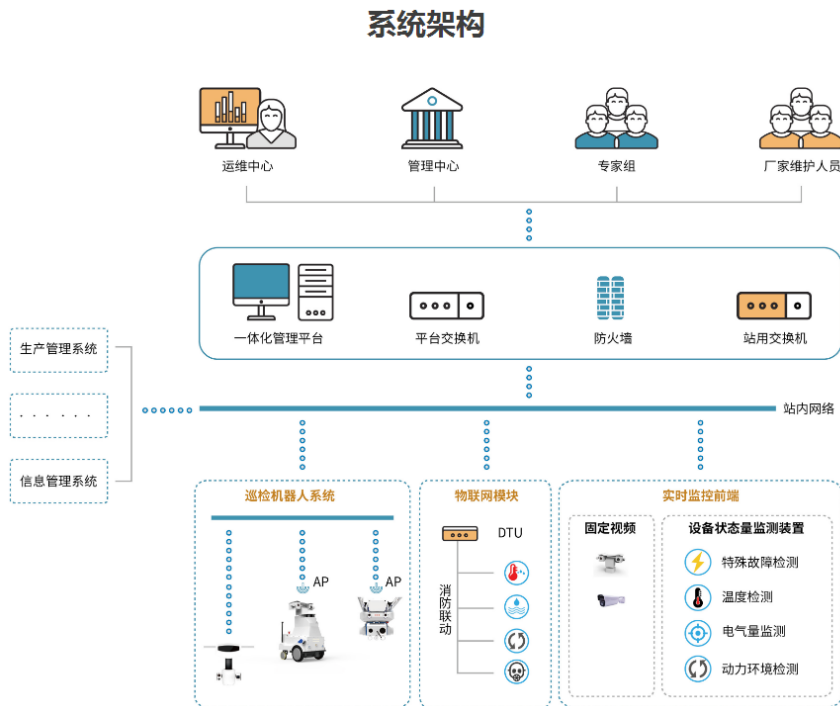 系统架构
运维中心
管理中心
专家组
厂家维护人员
一体化管理平台
平台交换机
防火墙
站用交换机
生产管理系统
. . . . . .
信息管理系统
站内网络
巡检机器人系统
AP
AP
物联网模块
DTU
消防联动
实时监控前端
固定视频
设备状态量监测装置
特殊故障检测
温度检测
电气量监测
动力环境检测